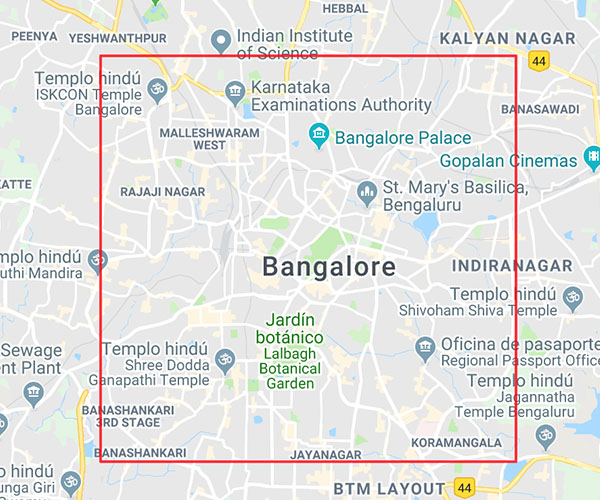 HEBBAL
PEENYA
YESHWANTHPUR
Indian Institute
of Science
KALYAN NAGAR
44
Templo hindú
ISKCON Temple
Bangalore
Karnataka
Examinations Authority
BANASAWADI
MALLESHWARAM
WEST
Bangalore Palace
Gopalan Cinemas
KATTE
RAJAJI NAGAR
St. Mary's Basilica,
Bengaluru
mplo hindú
uthi Mandira
Bangalore
INDIRANAGAR
Templo hindú
Shivoham Shiva Temple
Jardín
botánico
Lalbagh
Botanical
Garden
Oficina de pasaporte
Regional Passport Office
Sewage
ent Plant
Templo hindú
Shree Dodda
Ganapathi Temple
Templo hindú
Jagannatha
Temple Bengaluru
BANASHANKARI
3RD STAGE
BANASHANKARI
KORAMANGALA
JAYANAGAR
mplo hindú
unga Giri
BTM LAYOUT
44